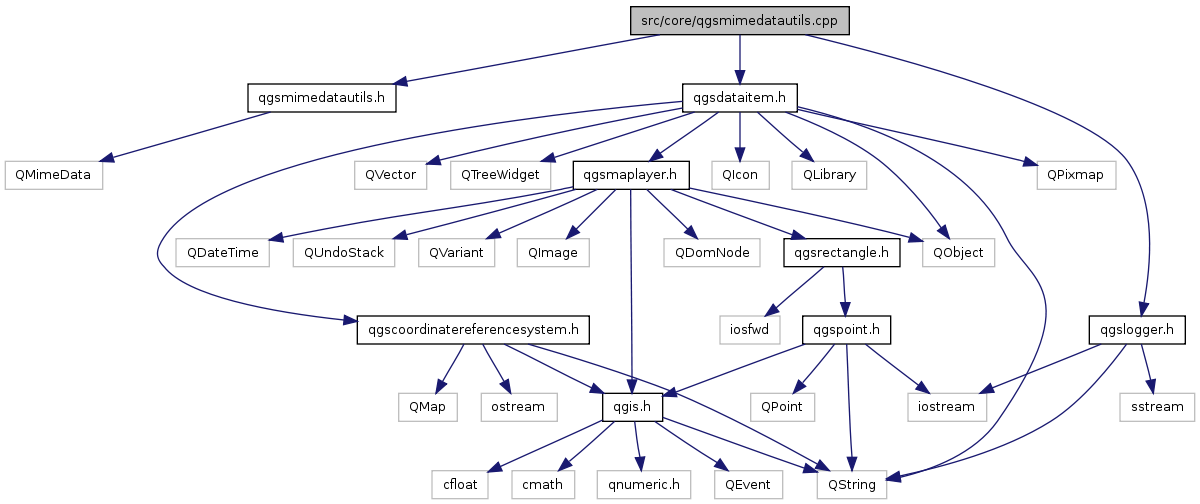 src/core/qgsmimedatautils.cpp
qgsmimedatautils.h
qgsdataitem.h
QMimeData
QVector
QTreeWidget
qgsmaplayer.h
QIcon
QLibrary
QPixmap
QDateTime
QUndoStack
QVariant
QImage
QDomNode
qgsrectangle.h
QObject
qgscoordinatereferencesystem.h
iosfwd
qgspoint.h
qgslogger.h
QMap
ostream
qgis.h
QPoint
iostream
sstream
cfloat
cmath
qnumeric.h
QEvent
QString